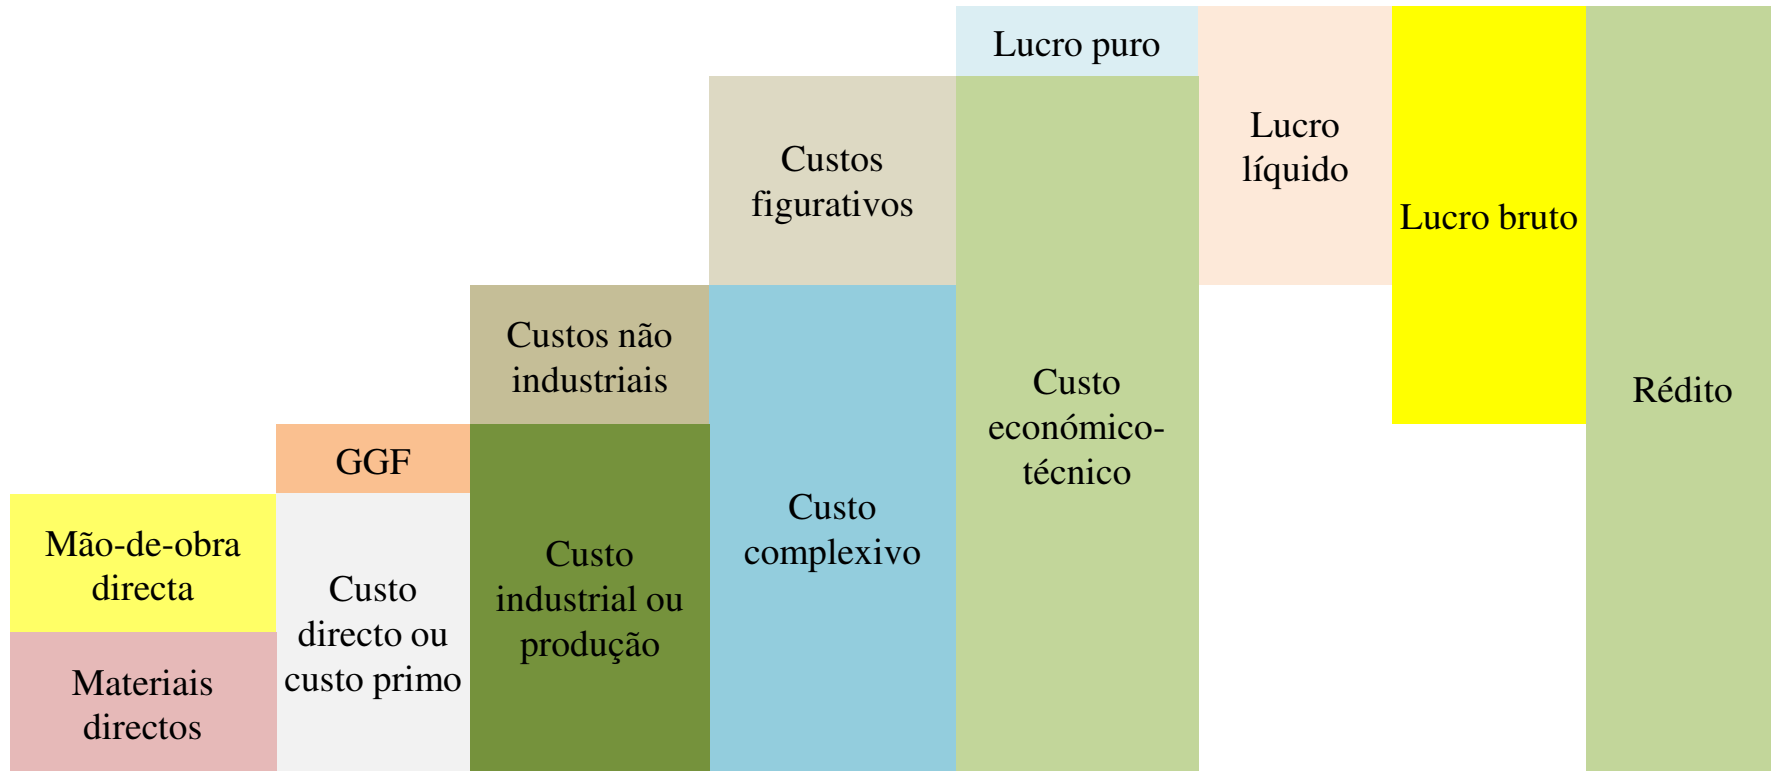 Lucro puro
Lucro
líquido
Custos
figurativos
Lucro bruto
Custos não
industriais
Custo
económico-
técnico
Rédito
GGF
Custo
complexivo
Mão-de-obra
directa
Custo
industrial ou
produção
Custo
directo ou
custo primo
Materiais
directos